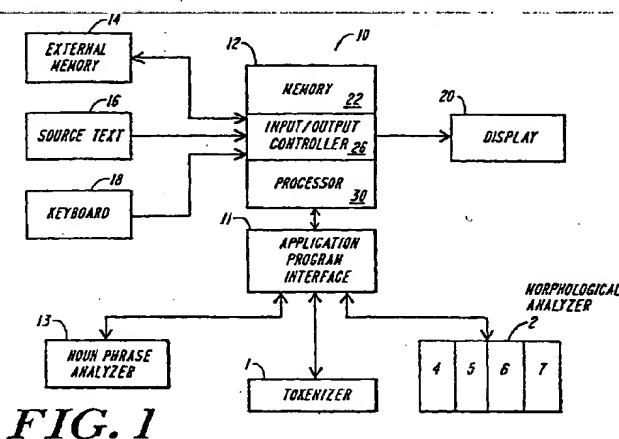 14
EXTERNAL
MEMORY
16
SOURCE TEXT
18
KEYBOARD
12
10
MEMORY
22
INPUT/OUTPUT
CONTROLLER
26
PROCESSOR
30
20
DISPLAY
11
APPLICATION
PROGRAM
INTERFACE
13
NOUN PHRASE
ANALYZER
1
TOKENIZER
MORPHOLOGICAL
ANALYZER
2
4 5 6 7
FIG. 1